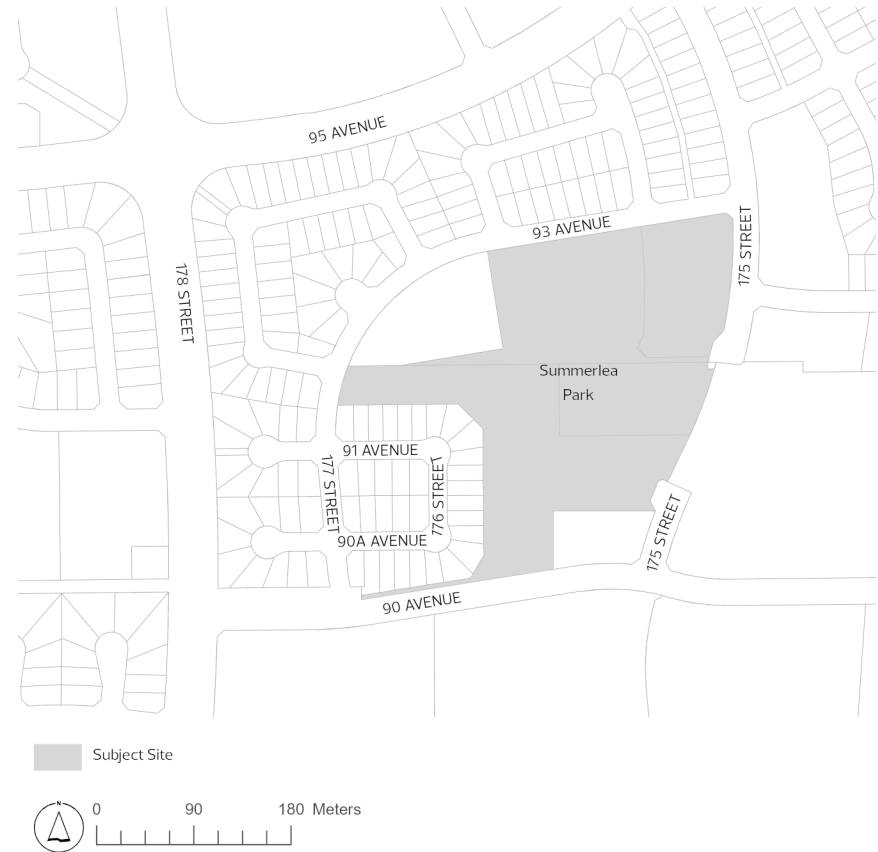 95 AVENUE
93 AVENUE
175 STREET
178 STREET
Summerlea
Park
91 AVENUE
177 STREET
776 STREET
90A AVENUE
175 STREET
90 AVENUE
Subject Site
N
0 90 180 Meters